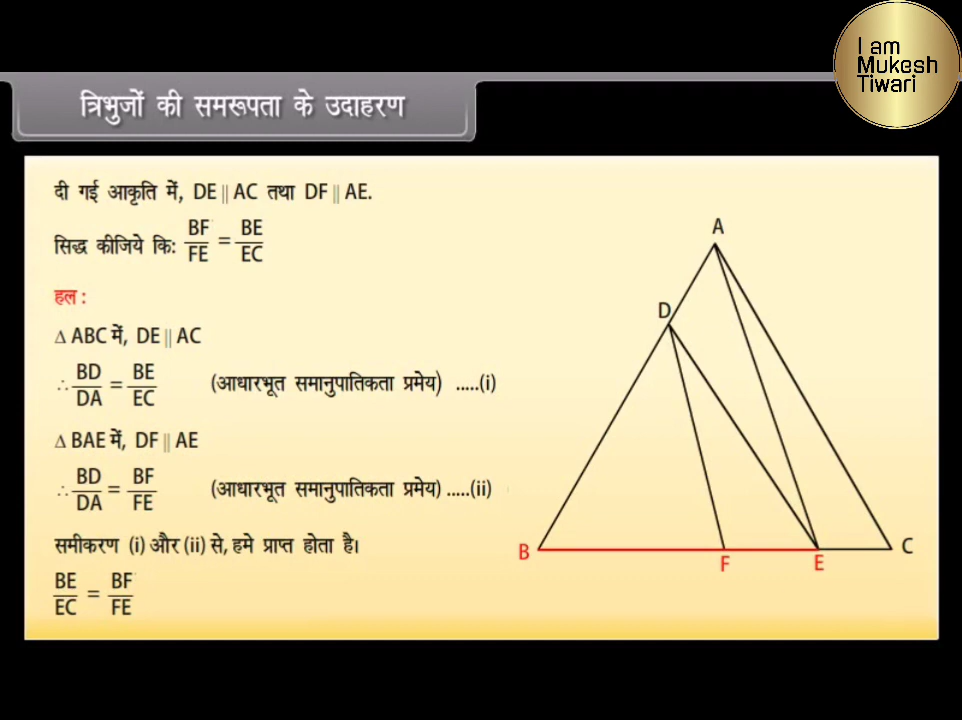 I am
Mukesh
Tiwari
त्रिभुजों की समरूपता के उदाहरण
दी गई आकृति में, DE || AC तथा DF || AE.
सिद्ध कीजिये कि: BF/FE = BE/EC
हल :
Δ ABC में, DE || AC
∴ BD/DA = BE/EC (आधारभूत समानुपातिकता प्रमेय) .....(i)
Δ BAE में, DF || AE
∴ BD/DA = BF/FE (आधारभूत समानुपातिकता प्रमेय) .....(ii)
समीकरण (i) और (ii) से, हमे प्राप्त होता है।
BE/EC = BF/FE
A
D
B
F
E
C